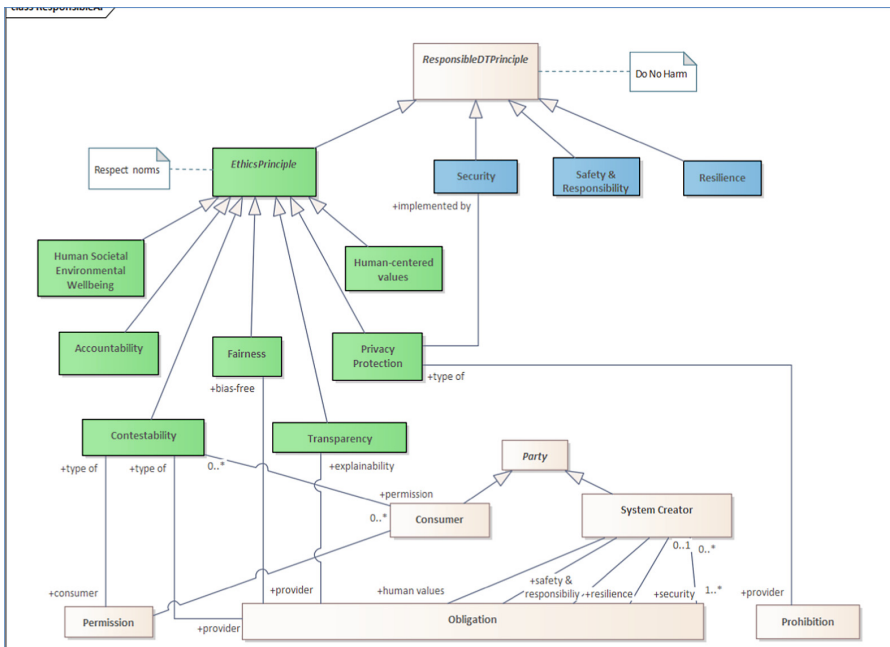 class ResponsibleAI
ResponsibleDTPrinciple
Do No Harm
EthicsPrinciple
Respect norms
Security
Safety &
Responsibility
Resilience
+implemented by
Human Societal
Environmental
Wellbeing
Human-centered
values
Accountability
Fairness
Privacy
Protection
+bias-free
+type of
Contestability
Transparency
+type of
+type of
0..*
+explainability
Party
+permission
0..*
Consumer
System Creator
0..1
0..*
+consumer
+provider
+human values
+safety &
responsibiliy
+resilience
+security
1..*
+provider
Permission
+provider
Obligation
Prohibition